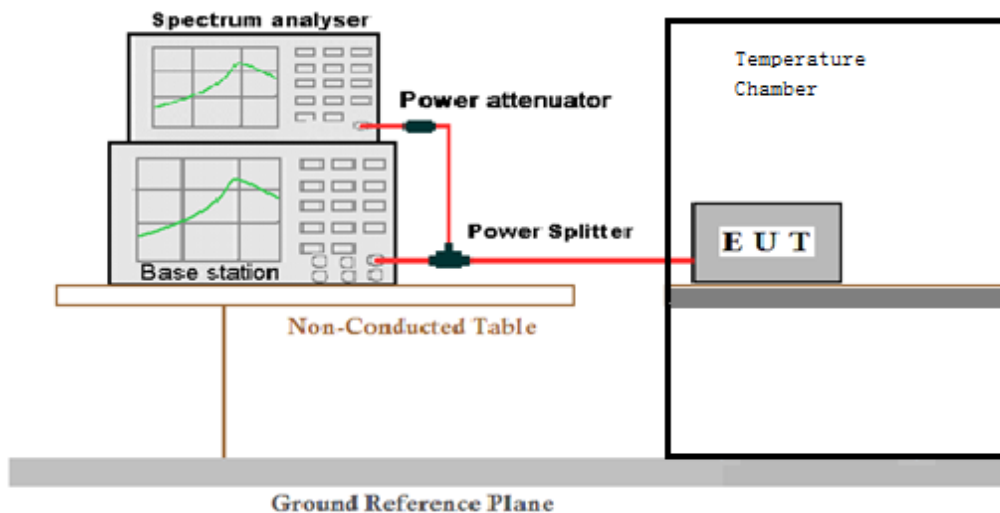 Spectrum analyser
Temperature
Chamber
Power attenuator
Power Splitter
E U T
Base station
Non-Conducted Table
Ground Reference Plane